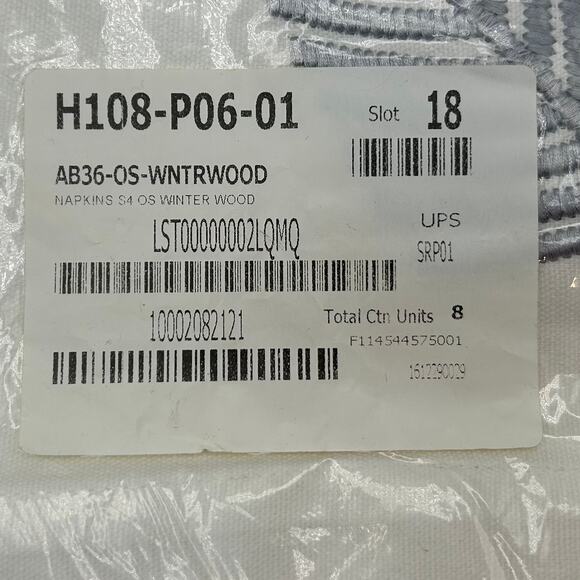 H108-P06-01
Slot 18
AB36-OS-WNTRWOOD
NAPKINS S4 OS WINTER WOOD
LST00000002LQMQ
UPS
SRP01
10002082121
Total Ctn Units 8
F114544575001
1612290029